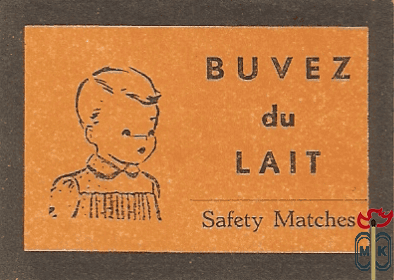 BUVEZ
du
LAIT
Safety Matches
M K